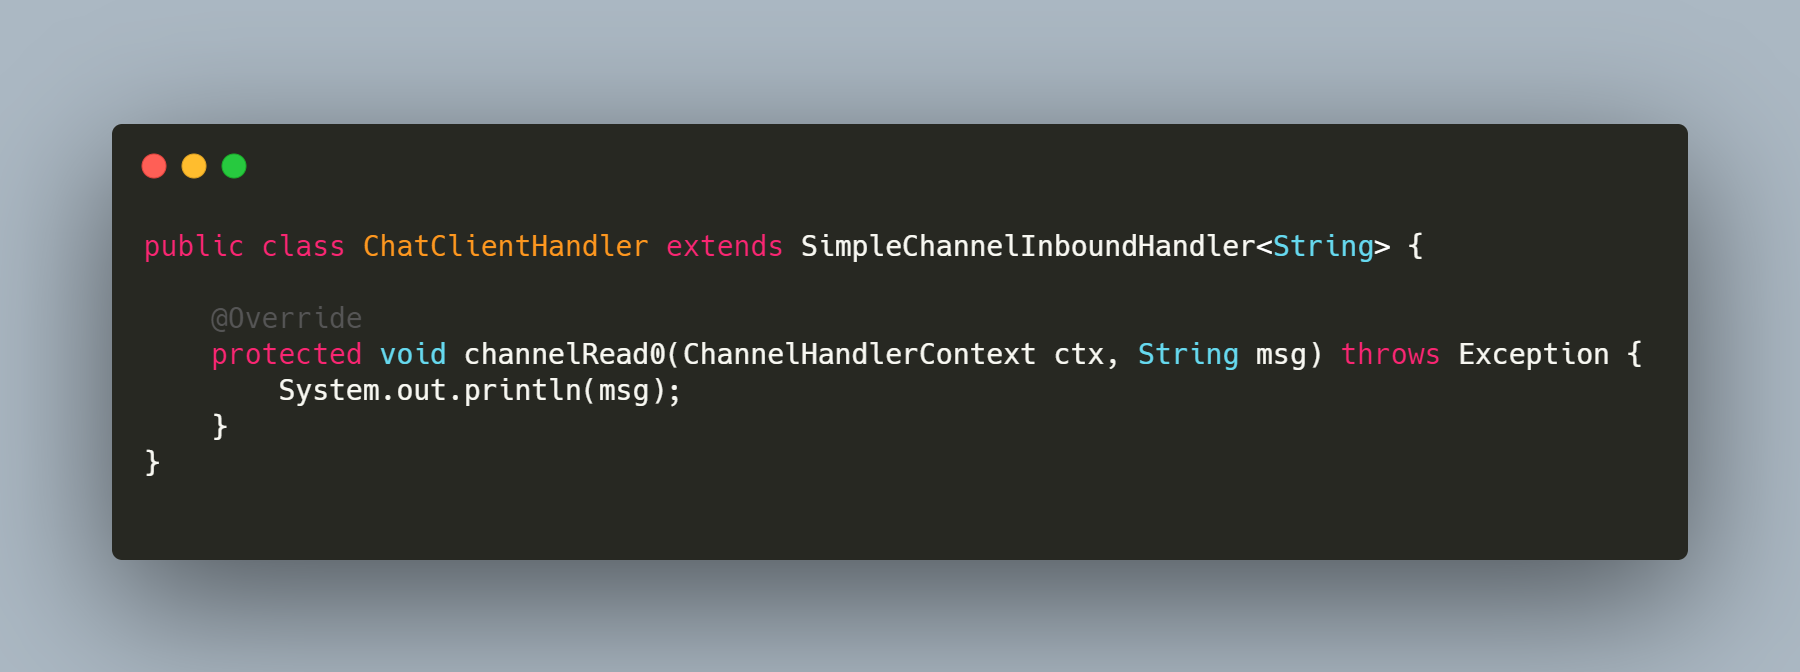 public class ChatClientHandler extends SimpleChannelInboundHandler<String> {
@Override
protected void channelRead0(ChannelHandlerContext ctx, String msg) throws Exception {
System.out.println(msg);
}
}